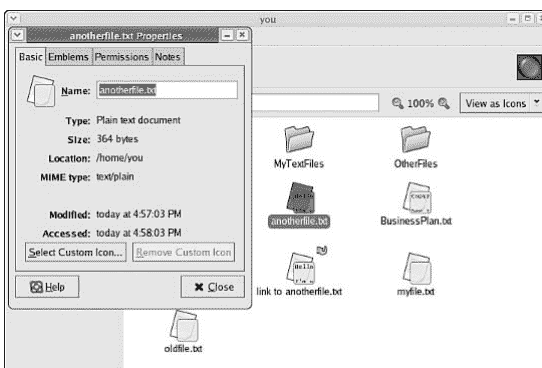 you
anotherfile.txt Properties
Basic Emblems Permissions Notes
Name: anotherfile.txt
Type: Plain text document
Size: 364 bytes
Location: /home/you
MIME type: text/plain
Modified: today at 4:57:03 PM
Accessed: today at 4:58:03 PM
Select Custom Icon... Remove Custom Icon
Help Close
100% View as Icons
MyTextFiles OtherFiles
anotherfile.txt BusinessPlan.txt
link to anotherfile.txt myfile.txt
oldfile.txt